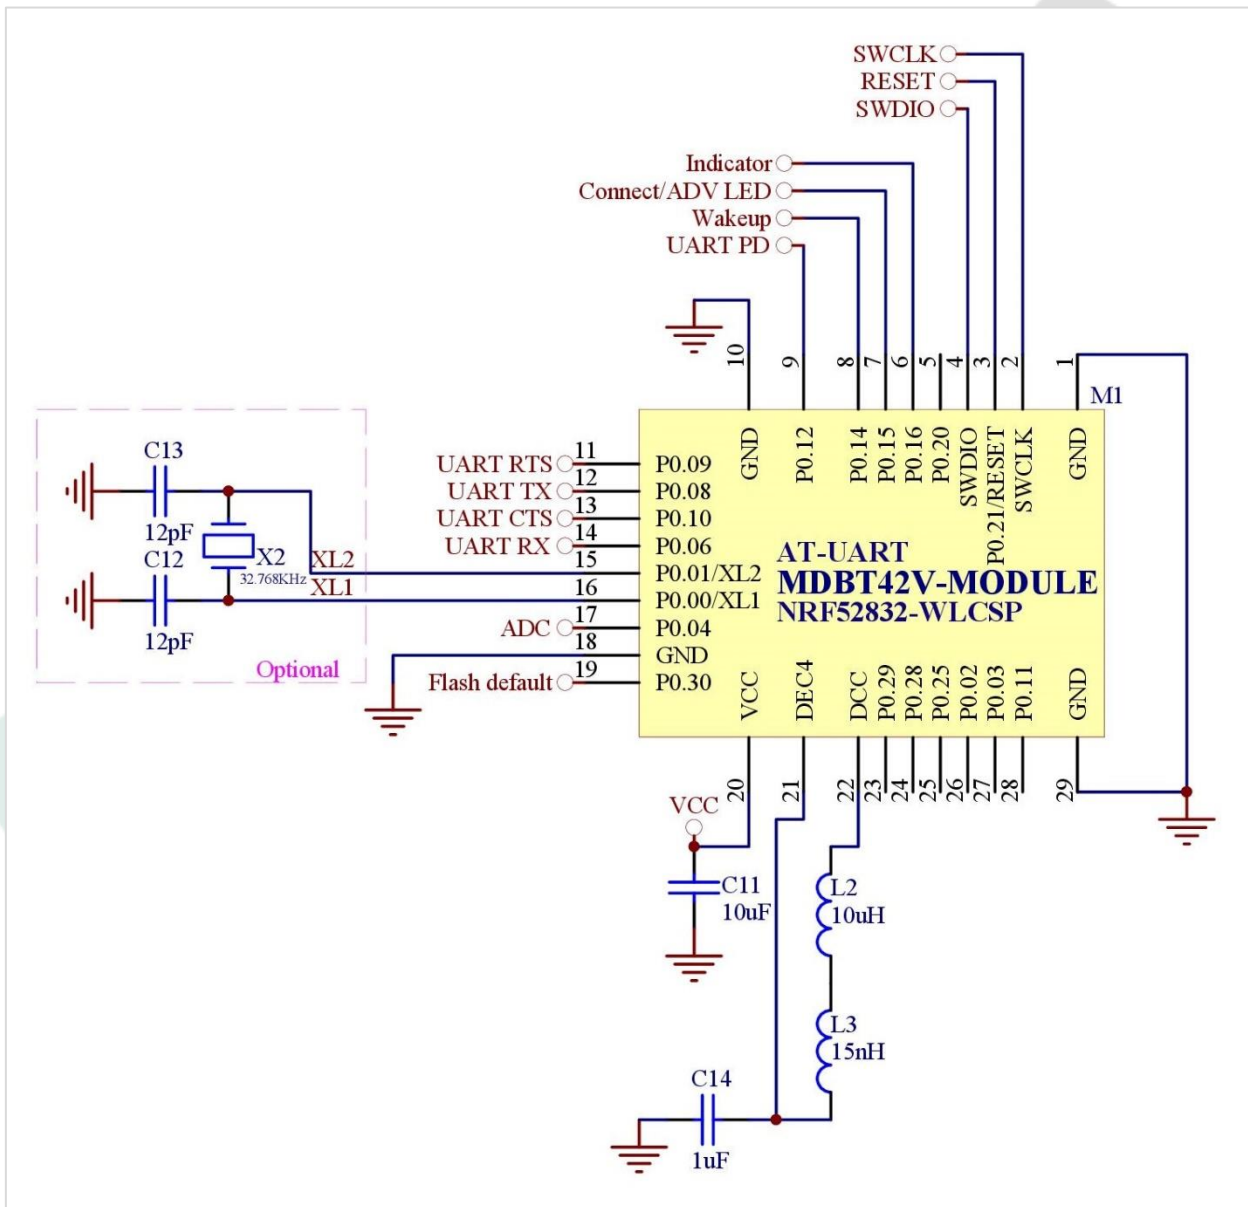 SWCLK
RESET
SWDIO
Indicator
Connect/ADV LED
Wakeup
UART PD
10
9
8
7
6
5
4
3
2
1
M1
GND
P0.12
P0.14
P0.15
P0.16
P0.20
SWDIO
P0.21/RESET
SWCLK
GND
C13
12pF
C12
12pF
X2
32.768KHz
XL2
XL1
Optional
UART RTS 11 P0.09
UART TX 12 P0.08
UART CTS 13 P0.10
UART RX 14 P0.06
15 P0.01/XL2
16 P0.00/XL1
ADC 17 P0.04
18 GND
Flash default 19 P0.30
AT-UART
MDBT42V-MODULE
NRF52832-WLCSP
VCC
DEC4
DCC
P0.29
P0.28
P0.25
P0.02
P0.03
P0.11
GND
20
21
22
23
24
25
26
27
28
29
VCC
C11
10uF
L2
10uH
L3
15nH
C14
1uF